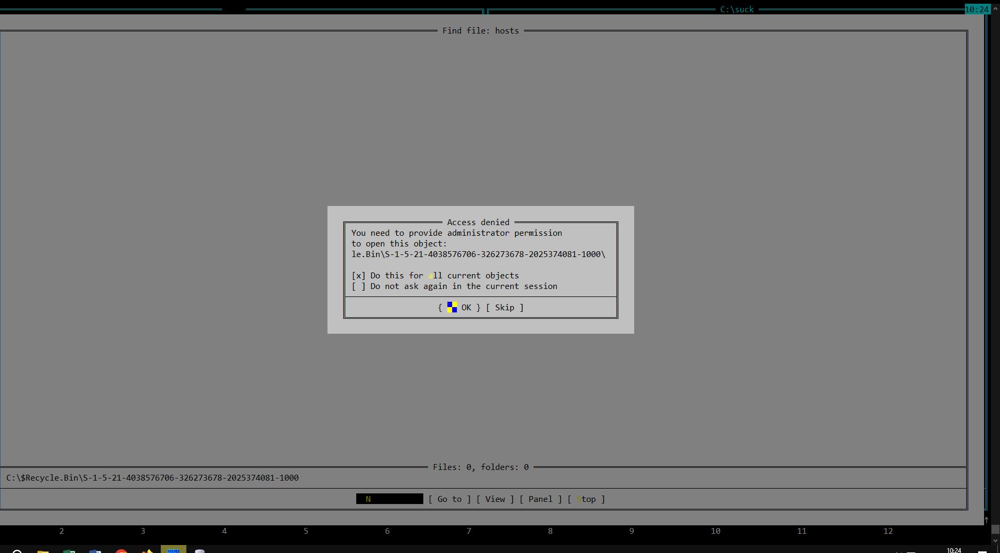 C:\suck
10:24
Find file: hosts
Access denied
You need to provide administrator permission
to open this object:
le.Bin\S-1-5-21-4038576706-326273678-2025374081-1000\
[x] Do this for all current objects
[ ] Do not ask again in the current session
{ OK } [ Skip ]
Files: 0, folders: 0
C:\$Recycle.Bin\S-1-5-21-4038576706-326273678-2025374081-1000
N [ Go to ] [ View ] [ Panel ] [ Stop ]
2 3 4 5 6 7 8 9 10 11 12
10:24